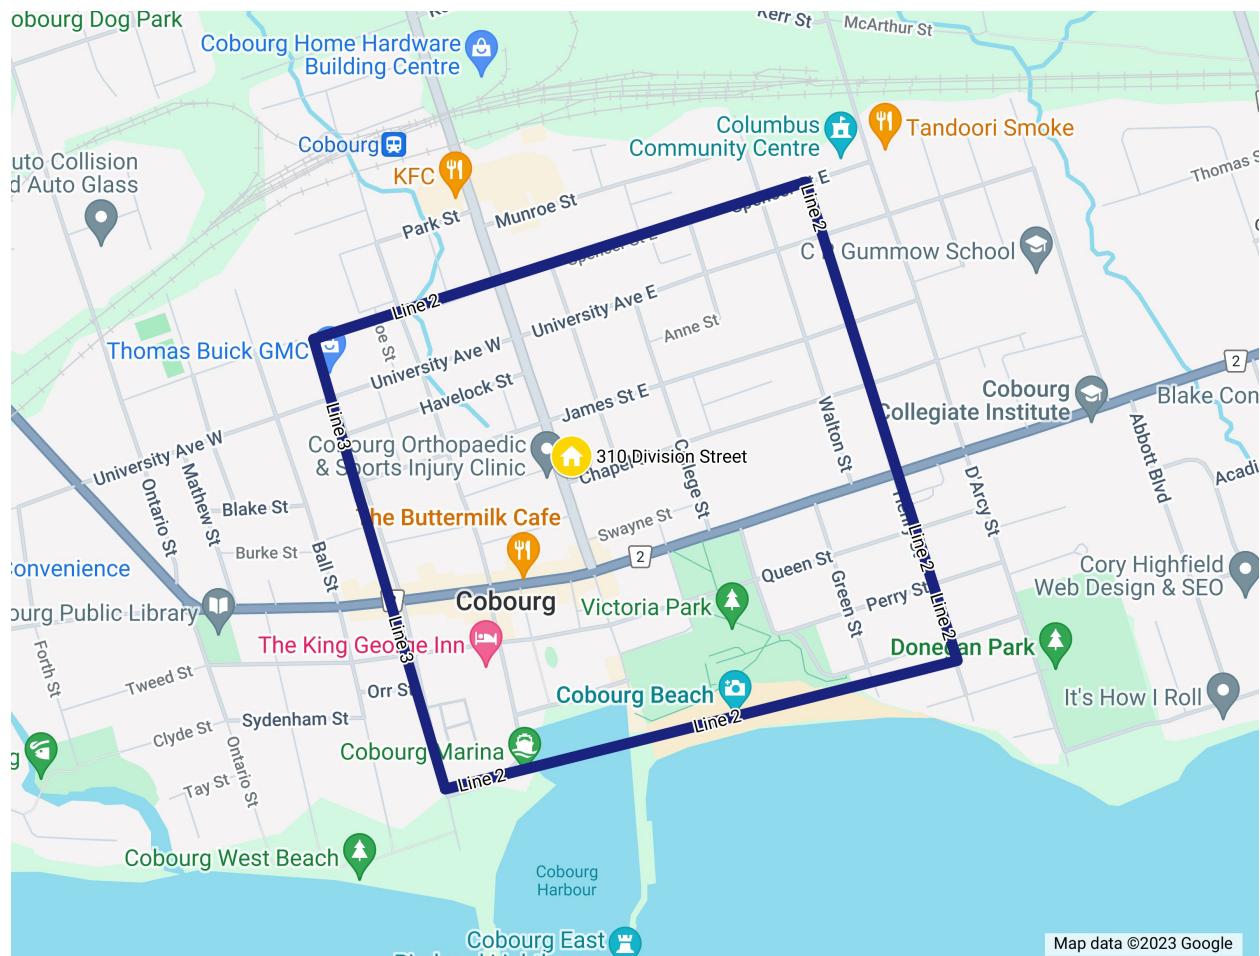 obourg Dog Park
Kerr St
McArthur St
Cobourg Home Hardware
Building Centre
Columbus
Community Centre
Tandoori Smoke
Cobourg
uto Collision
d Auto Glass
KFC
Thomas S
Park St
Munroe St
Spencer St E
Line 2
Spencer St E
C R Gummow School
University Ave E
Line 2
Anne St
oe St
Thomas Buick GMC
University Ave W
2
Havelock St
Cobourg
Collegiate Institute
Blake Con
James St E
Walton St
Line 3
University Ave W
Cobourg Orthopaedic
& Sports Injury Clinic
310 Division Street
Chapel
College St
Abbott Blvd
Acadi
Mathew St
Ontario St
D'Arcy St
Blake St
The Buttermilk Cafe
Swayne St
Henry
Line 2
Burke St
Ball St
2
onvenience
Queen St
Cory Highfield
Web Design & SEO
Green St
Perry St
Cobourg
Victoria Park
ourg Public Library
Line 2
Line 3
The King George Inn
Donegan Park
Forth St
Tweed St
Orr St
Cobourg Beach
It's How I Roll
Sydenham St
Line 2
Clyde St
Cobourg Marina
g
Ontario St
Tay St
Line 2
Cobourg West Beach
Cobourg
Harbour
Cobourg East
Map data ©2023 Google